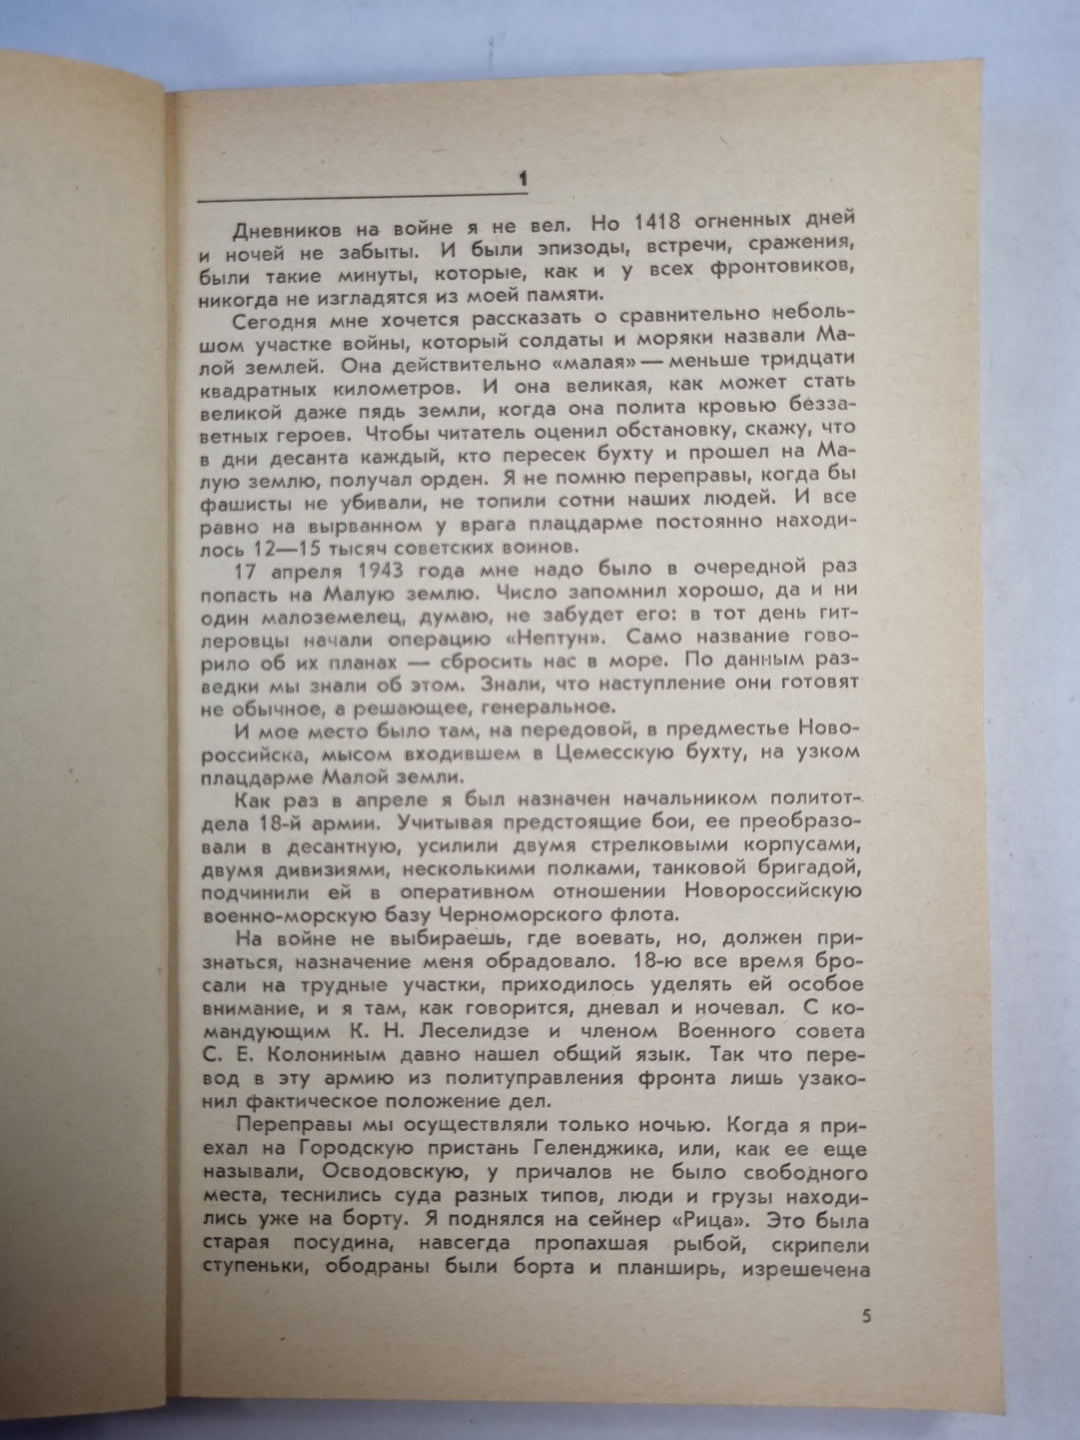 1
Дневников на войне я не вел. Но 1418 огненных дней
и ночей не забыты. И были эпизоды, встречи, сражения,
были такие минуты, которые, как и у всех фронтовиков,
никогда не изгладятся из моей памяти.
Сегодня мне хочется рассказать о сравнительно неболь-
шом участке войны, который солдаты и моряки назвали Ма-
лой землей. Она действительно «малая» — меньше тридцати
квадратных километров. И она великая, как может стать
великой даже пядь земли, когда она полита кровью безза-
ветных героев. Чтобы читатель оценил обстановку, скажу, что
в дни десанта каждый, кто пересек бухту и прошел на Ма-
лую землю, получал орден. Я не помню переправы, когда бы
фашисты не убивали, не топили сотни наших людей. И все
равно на вырванном у врага плацдарме постоянно находи-
лось 12—15 тысяч советских воинов.
17 апреля 1943 года мне надо было в очередной раз
попасть на Малую землю. Число запомнил хорошо, да и ни
один малоземелец, думаю, не забудет его: в тот день гит-
леровцы начали операцию «Нептун». Само название гово-
рило об их планах — сбросить нас в море. По данным раз-
ведки мы знали об этом. Знали, что наступление они готовят
не обычное, а решающее, генеральное.
И мое место было там, на передовой, в предместье Ново-
российска, мысом входившем в Цемесскую бухту, на узком
плацдарме Малой земли.
Как раз в апреле я был назначен начальником политот-
дела 18-й армии. Учитывая предстоящие бои, ее преобразо-
вали в десантную, усилили двумя стрелковыми корпусами,
двумя дивизиями, несколькими полками, танковой бригадой,
подчинили ей в оперативном отношении Новороссийскую
военно-морскую базу Черноморского флота.
На войне не выбираешь, где воевать, но, должен при-
знаться, назначение меня обрадовало. 18-ю все время бро-
сали на трудные участки, приходилось уделять ей особое
внимание, и я там, как говорится, дневал и ночевал. С ко-
мандующим К. Н. Леселидзе и членом Военного совета
С. Е. Колониным давно нашел общий язык. Так что пере-
вод в эту армию из политуправления фронта лишь узако-
нил фактическое положение дел.
Переправы мы осуществляли только ночью. Когда я при-
ехал на Городскую пристань Геленджика, или, как ее еще
называли, Осводовскую, у причалов не было свободного
места, теснились суда разных типов, люди и грузы находи-
лись уже на борту. Я поднялся на сейнер «Рица». Это была
старая посудина, навсегда пропахшая рыбой, скрипели
ступеньки, ободраны были борта и планширь, изрешечена
5